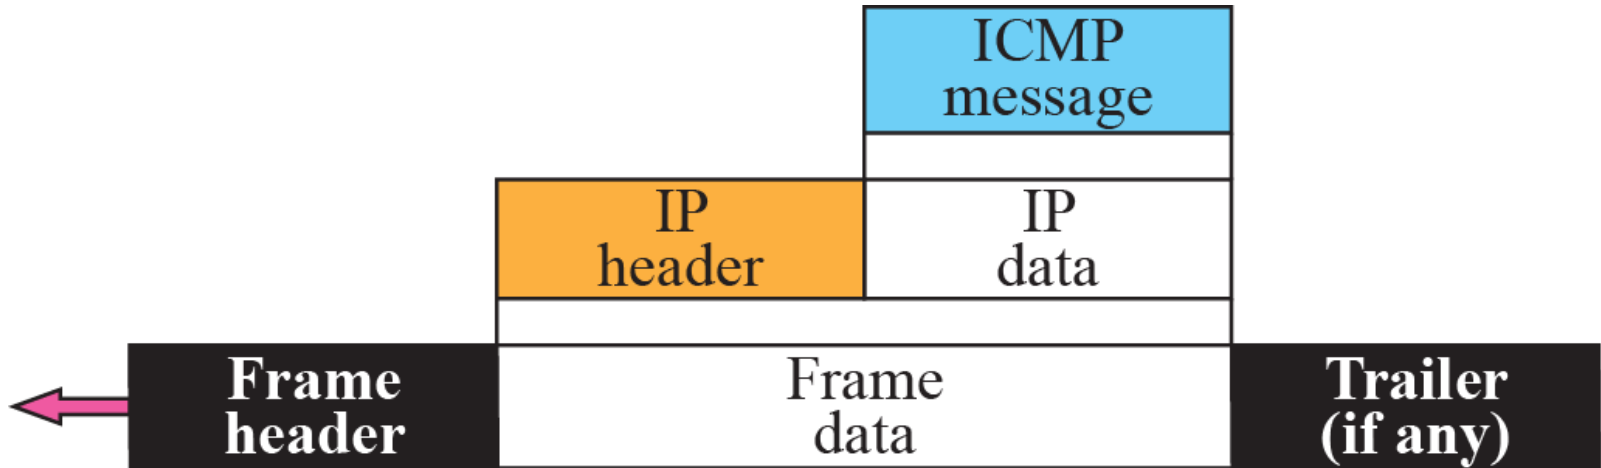 ICMP
message
IP
header
IP
data
Frame
header
Frame
data
Trailer
(if any)